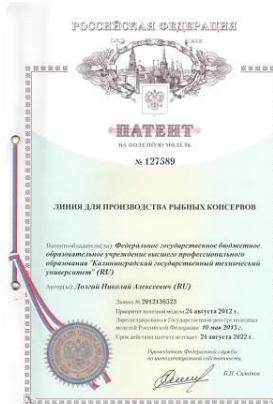 РОССИЙСКАЯ ФЕДЕРАЦИЯ
ПАТЕНТ
НА ПОЛЕЗНУЮ МОДЕЛЬ
№ 127589
ЛИНИЯ ДЛЯ ПРОИЗВОДСТВА РЫБНЫХ КОНСЕРВОВ
Патентообладатель(ли): Федеральное государственное бюджетное
образовательное учреждение высшего профессионального
образования "Калининградский государственный технический
университет" (RU)
Автор(ы): Долгий Николай Алексеевич (RU)
Заявка № 2012136523
Приоритет полезной модели 24 августа 2012 г.
Зарегистрировано в Государственном реестре полезных
моделей Российской Федерации 10 мая 2013 г.
Срок действия патента истекает 24 августа 2022 г.
Руководитель Федеральной службы
по интеллектуальной собственности
Б.П. Симонов